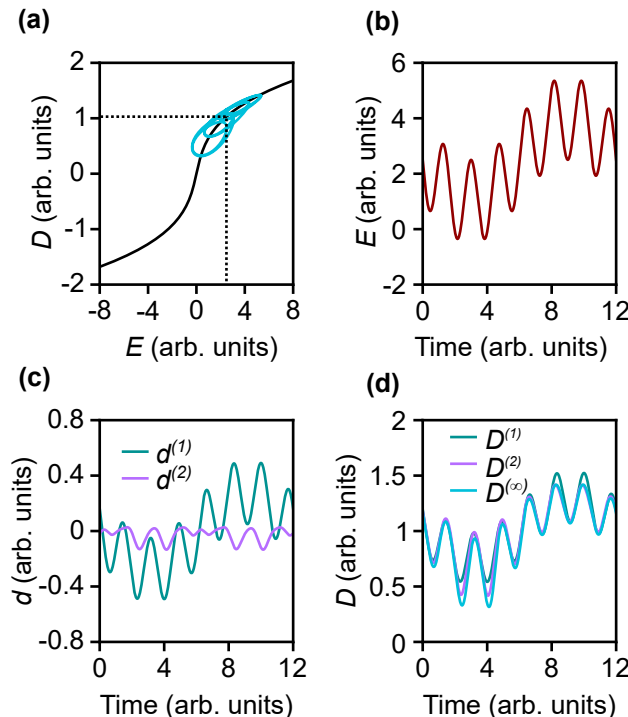 (a)
2
1
0
-1
-2
D (arb. units)
-8
-4
0
4
8
E (arb. units)
(b)
6
4
2
0
-2
E (arb. units)
0
4
8
12
Time (arb. units)
(c)
0.8
0.4
0
-0.4
-0.8
d (arb. units)
d(1)
d(2)
0
4
8
12
Time (arb. units)
(d)
2
1.5
1
0.5
0
D (arb. units)
D(1)
D(2)
D(∞)
0
4
8
12
Time (arb. units)